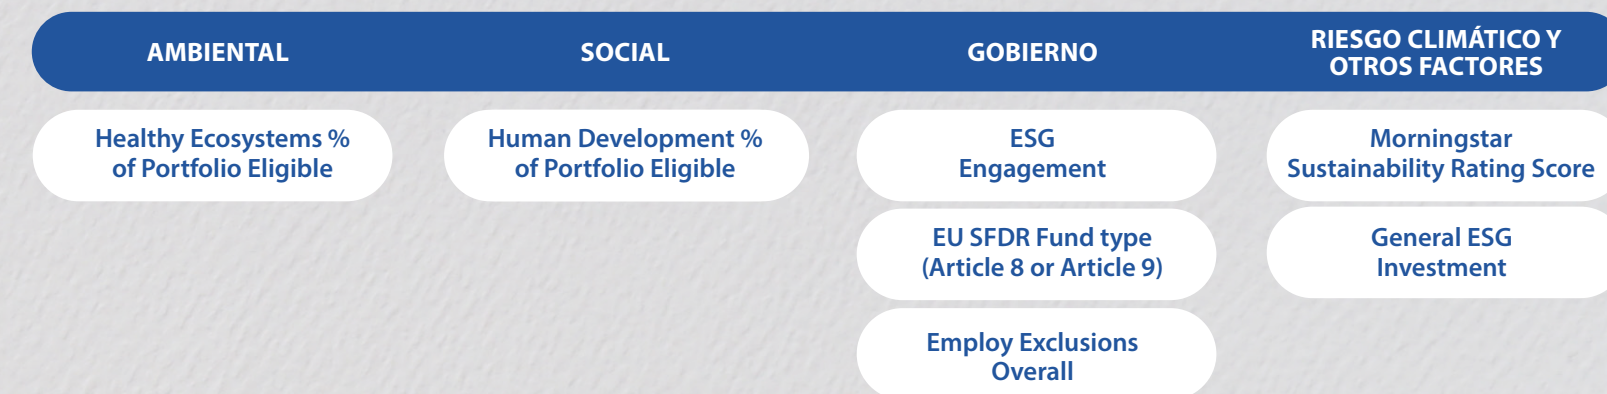 AMBIENTAL
SOCIAL
GOBIERNO
RIESGO CLIMÁTICO Y
OTROS FACTORES
Healthy Ecosystems %
of Portfolio Eligible
Human Development %
of Portfolio Eligible
ESG
Engagement
EU SFDR Fund type
(Article 8 or Article 9)
Employ Exclusions
Overall
Morningstar
Sustainability Rating Score
General ESG
Investment